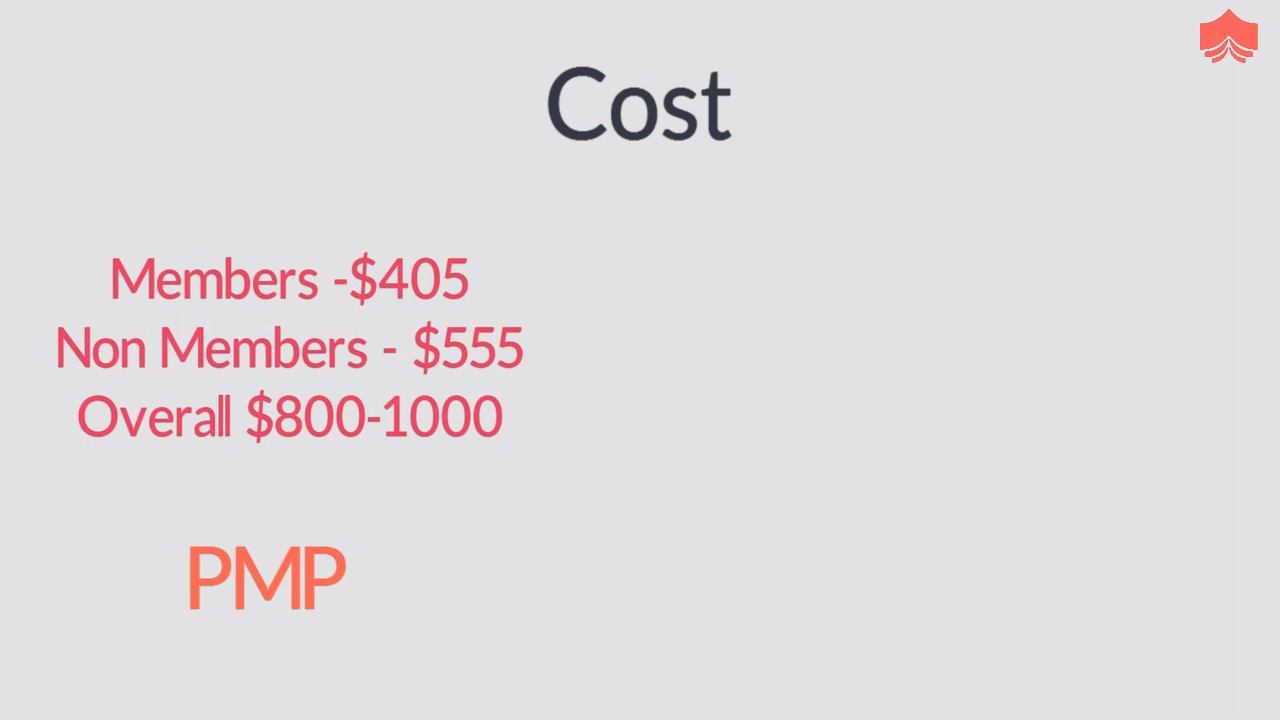 Cost
Members -$405
Non Members - $555
Overall $800-1000
PMP